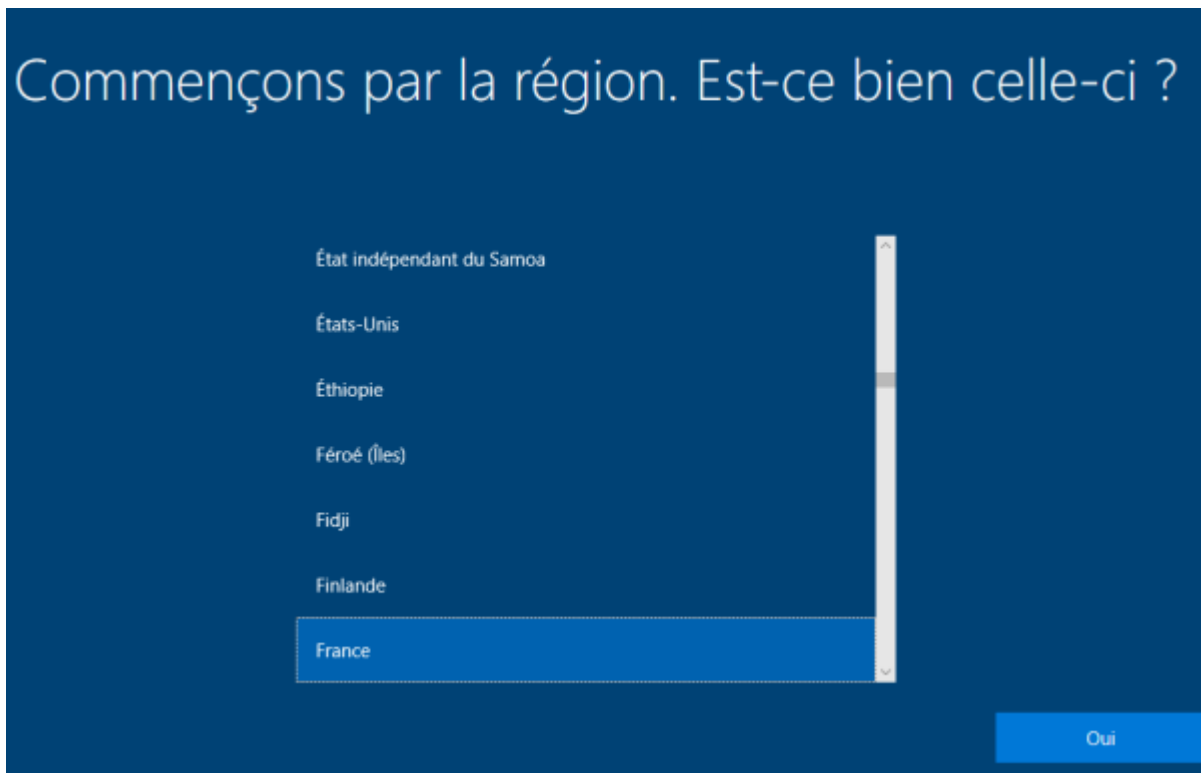 Commençons par la région. Est-ce bien celle-ci ?
État indépendant du Samoa
États-Unis
Éthiopie
Féroé (Îles)
Fidji
Finlande
France
Oui